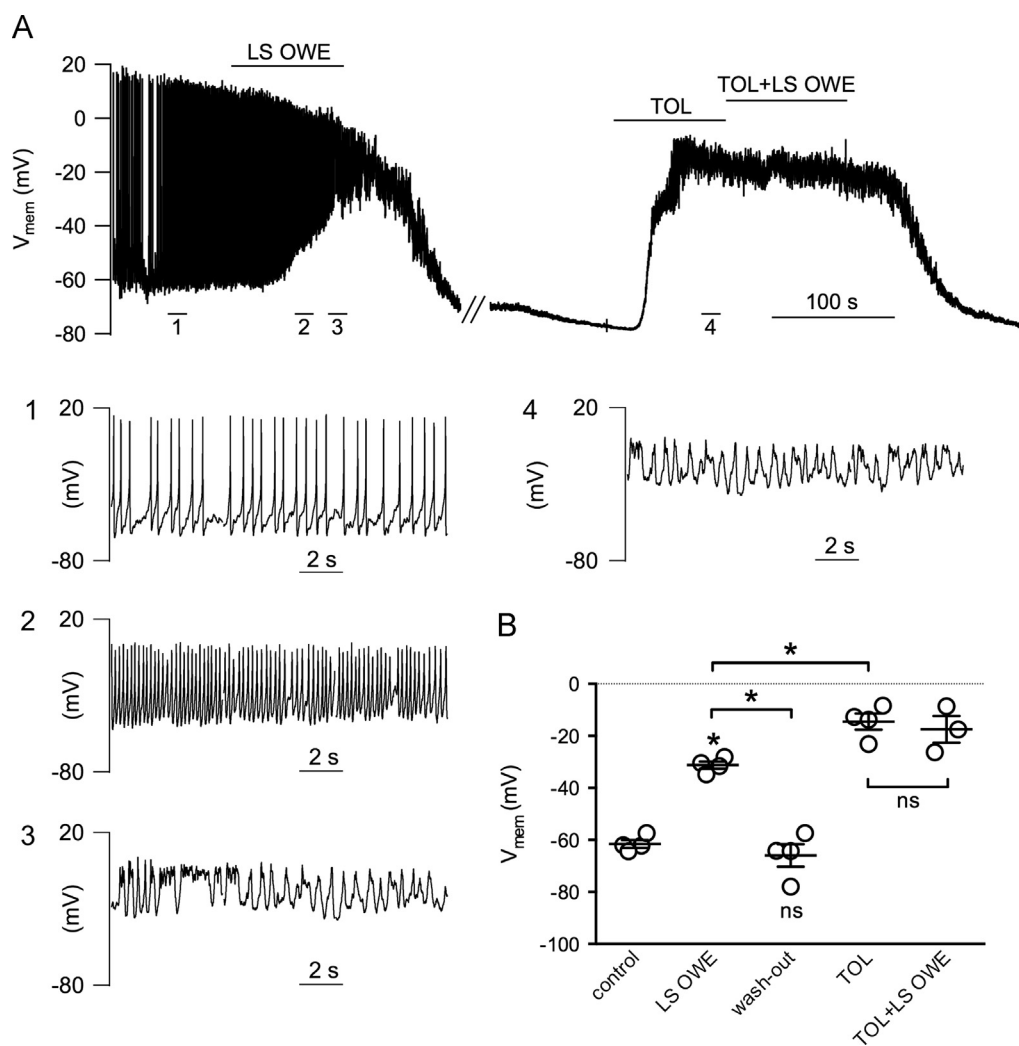 A
LS OWE
TOL+LS OWE
TOL
20
0
-20
-40
-60
-80
Vmem (mV)
1
2
3
4
100 s
1
20
(mV)
-80
2 s
4
20
(mV)
-80
2 s
2
20
(mV)
-80
2 s
3
20
(mV)
-80
2 s
B
*
*
*
ns
ns
0
-20
-40
-60
-80
-100
Vmem (mV)
control
LS OWE
wash-out
TOL
TOL+LS OWE